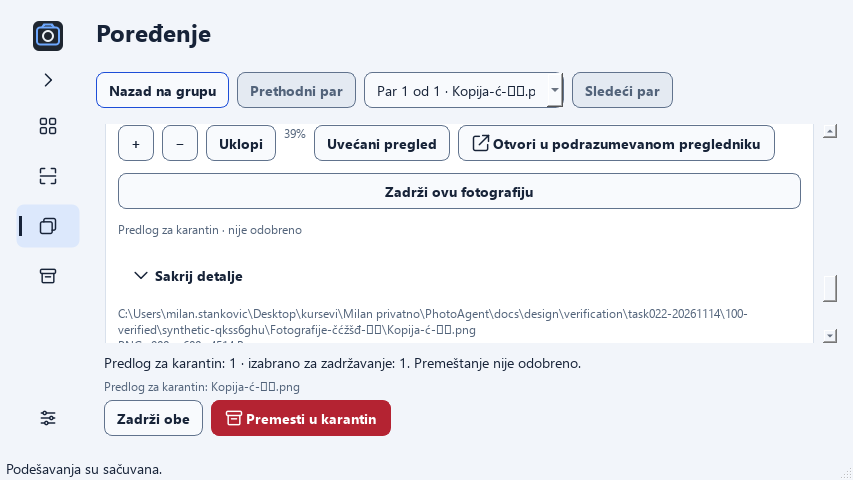 Poređenje
Nazad na grupu
Prethodni par
Par 1 od 1 · Kopija-ć-▯▯.p
Sledeći par
+
−
Uklopi
39%
Uvećani pregled
Otvori u podrazumevanom pregledniku
Zadrži ovu fotografiju
Predlog za karantin · nije odobreno
Sakrij detalje
C:\Users\milan.stankovic\Desktop\kursevi\Milan privatno\PhotoAgent\docs\design\verification\task022-20261114\100-
verified\synthetic-qkss6ghu\Fotografije-čćžšđ-▯▯\Kopija-ć-▯▯.png
Predlog za karantin: 1 · izabrano za zadržavanje: 1. Premeštanje nije odobreno.
Predlog za karantin: Kopija-ć-▯▯.png
Zadrži obe
Premesti u karantin
Podešavanja su sačuvana.